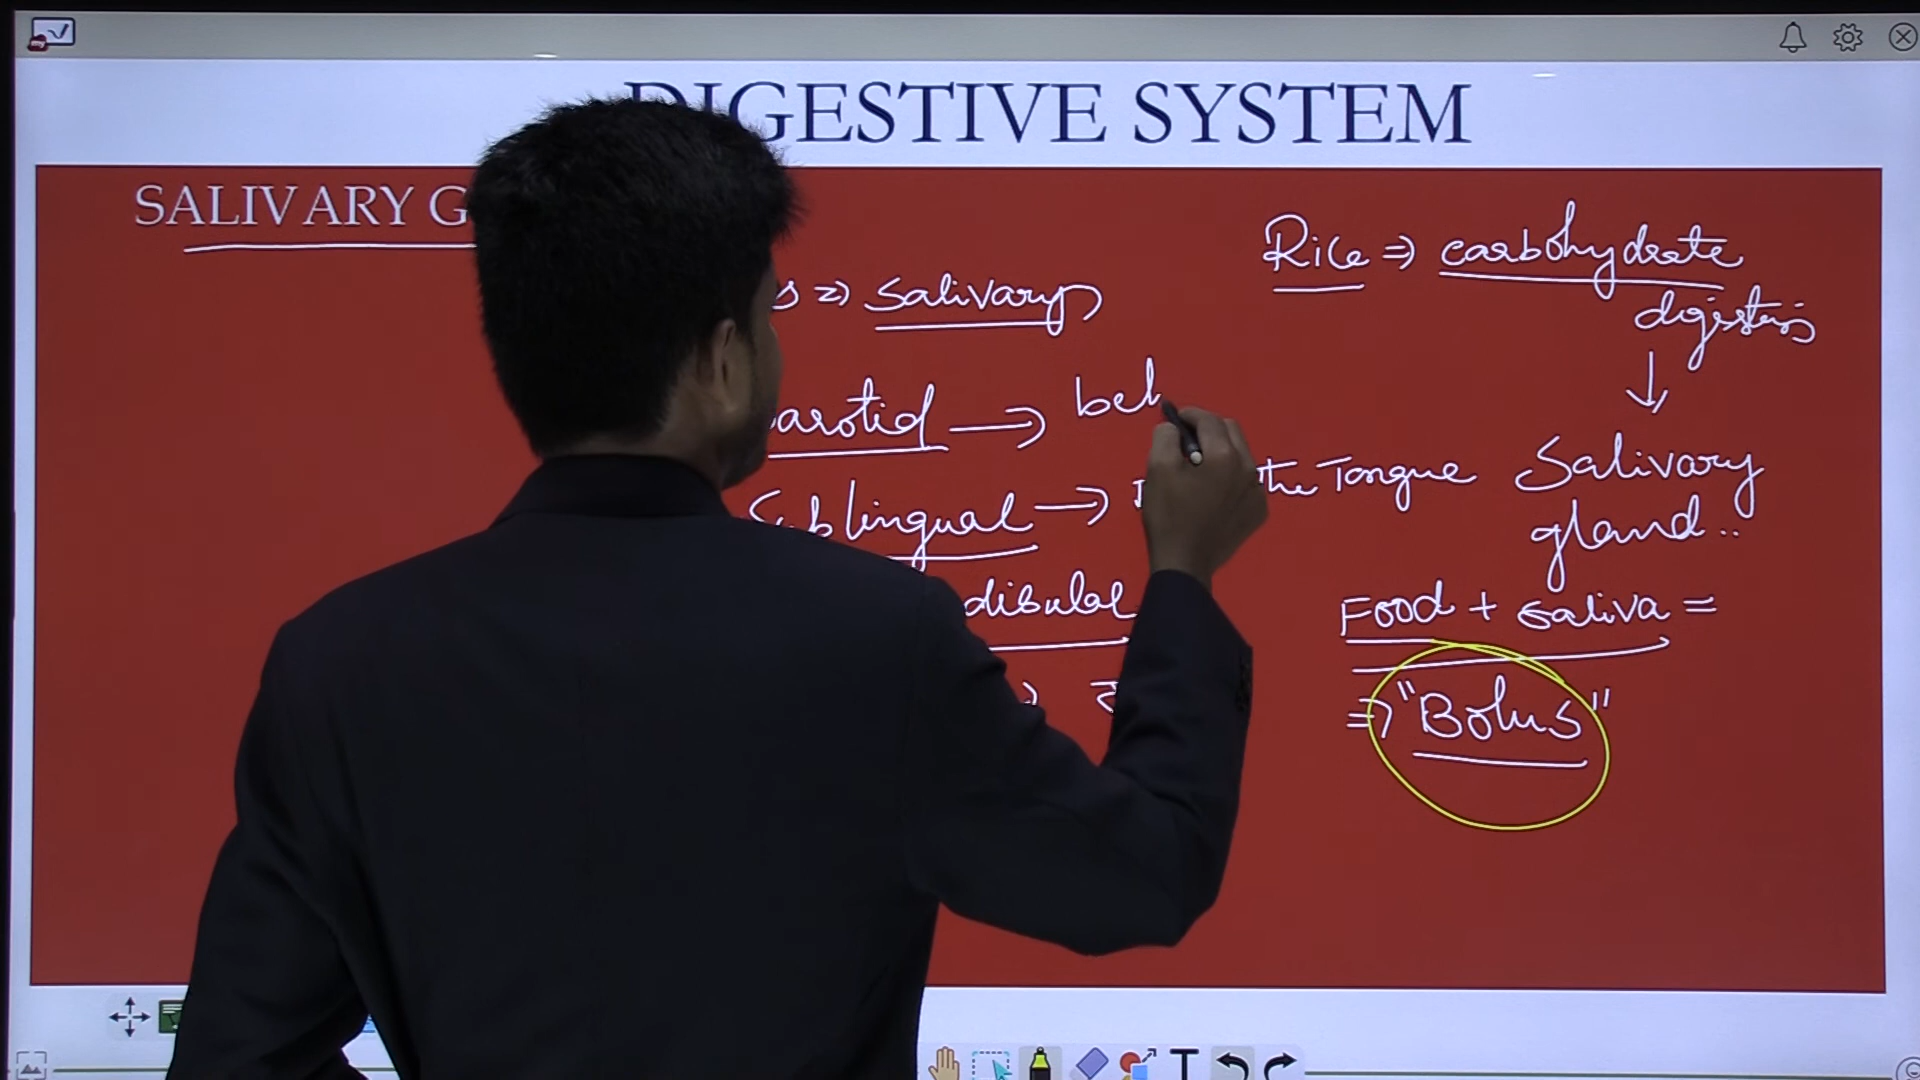 DIGESTIVE SYSTEM
SALIVARY G
s => salivary
arotid → bel
Sublingual → the Tongue
dibular
Rice => carbohydrate
digestion
↓
Salivary
gland..
Food + saliva =
=> "Bolus"
T